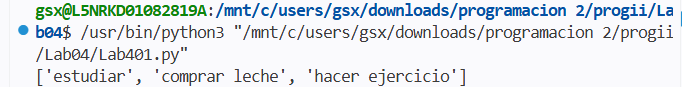 gsx@L5NRKD01082819A:/mnt/c/users/gsx/downloads/programacion 2/progii/La
b04$ /usr/bin/python3 "/mnt/c/users/gsx/downloads/programacion 2/progii
/Lab04/Lab401.py"
['estudiar', 'comprar leche', 'hacer ejercicio']